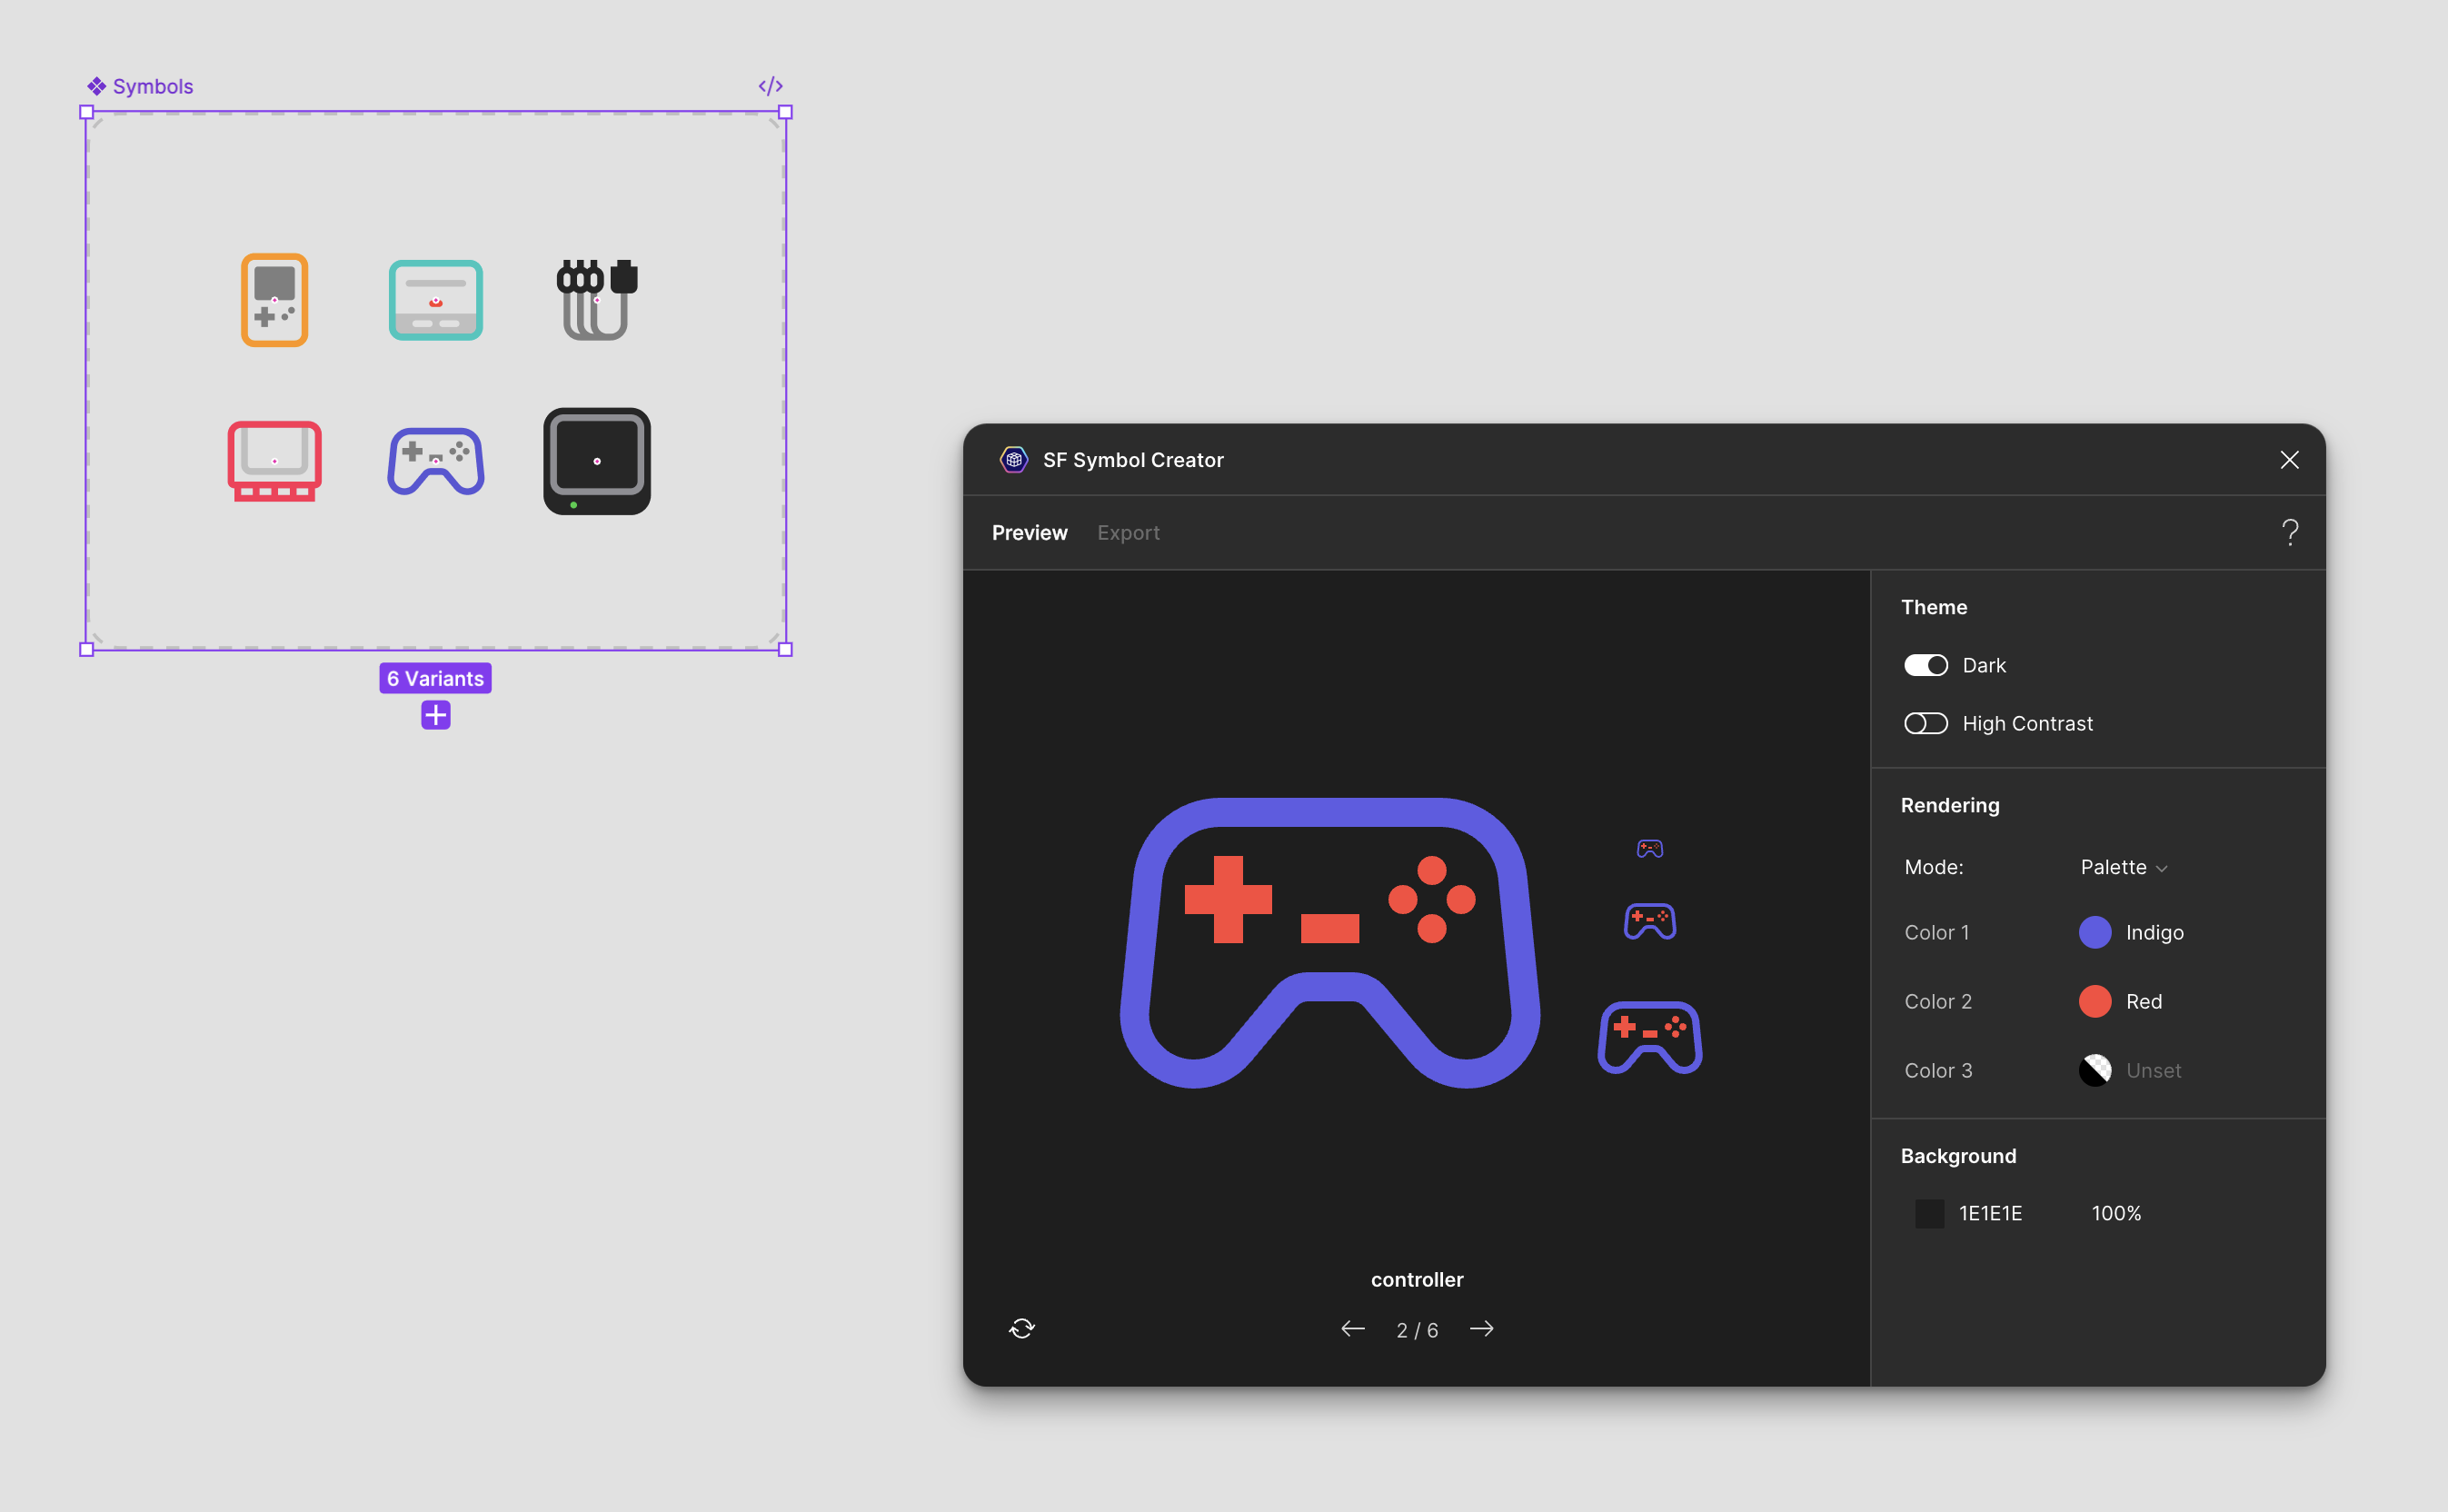 Symbols
</>
6 Variants
SF Symbol Creator
Preview Export
?
Theme
Dark
High Contrast
Rendering
Mode: Palette
Color 1 Indigo
Color 2 Red
Color 3 Unset
Background
1E1E1E 100%
controller
2 / 6